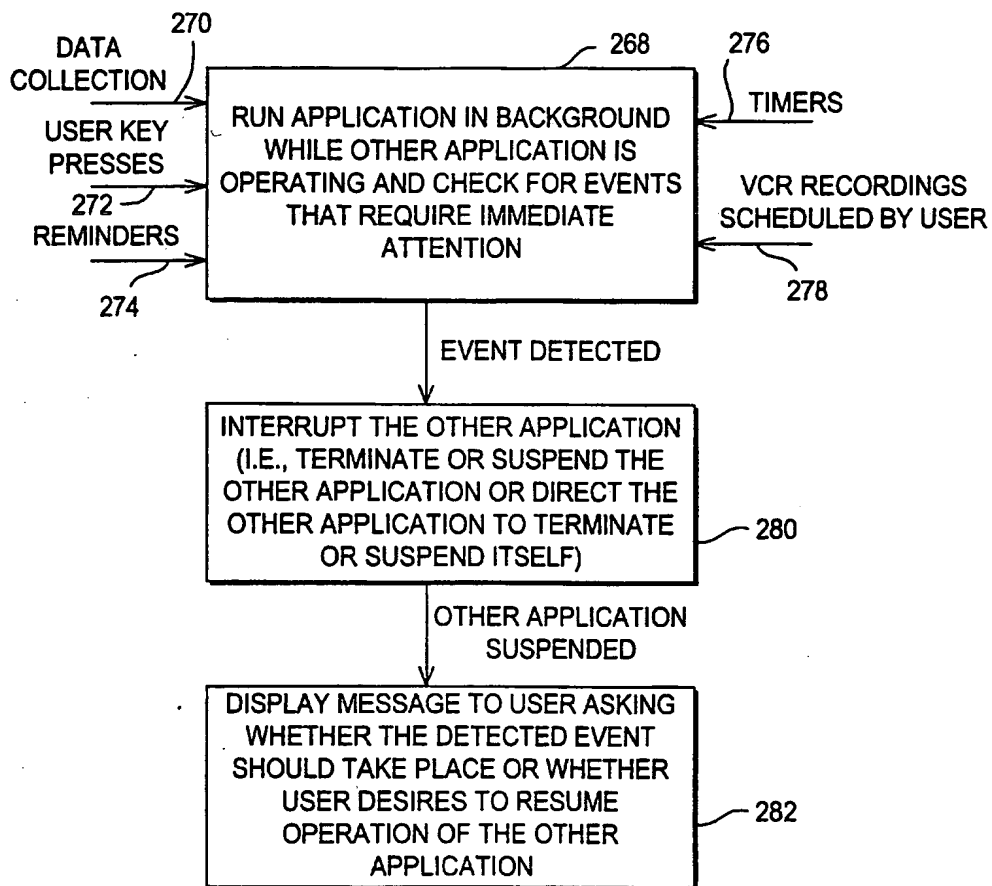 270
DATA
COLLECTION
USER KEY
PRESSES
272
REMINDERS
274
268
RUN APPLICATION IN BACKGROUND
WHILE OTHER APPLICATION IS
OPERATING AND CHECK FOR EVENTS
THAT REQUIRE IMMEDIATE
ATTENTION
276
TIMERS
VCR RECORDINGS
SCHEDULED BY USER
278
EVENT DETECTED
INTERRUPT THE OTHER APPLICATION
(I.E., TERMINATE OR SUSPEND THE
OTHER APPLICATION OR DIRECT THE
OTHER APPLICATION TO TERMINATE
OR SUSPEND ITSELF)
280
OTHER APPLICATION
SUSPENDED
DISPLAY MESSAGE TO USER ASKING
WHETHER THE DETECTED EVENT
SHOULD TAKE PLACE OR WHETHER
USER DESIRES TO RESUME
OPERATION OF THE OTHER
APPLICATION
282